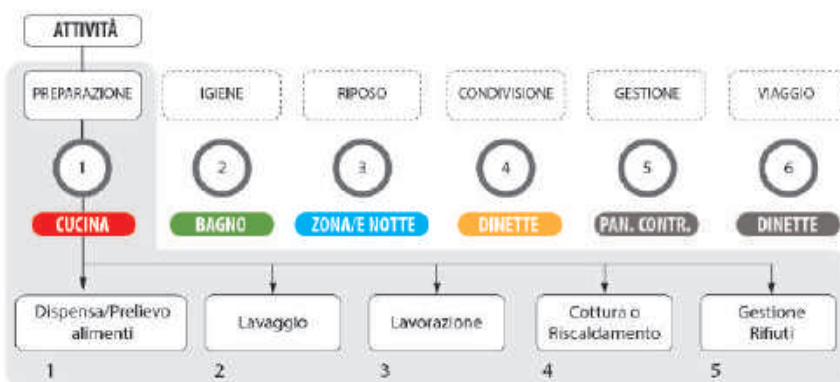 ATTIVITÀ
PREPARAZIONE IGIENE RIPOSO CONDIVISIONE GESTIONE VIAGGIO
1 2 3 4 5 6
CUCINA BAGNO ZONA/E NOTTE DINETTE PAN. CONTR. DINETTE
Dispensa/Prelievo
alimenti
Lavaggio
Lavorazione
Cottura o
Riscaldamento
Gestione
Rifiuti
1 2 3 4 5